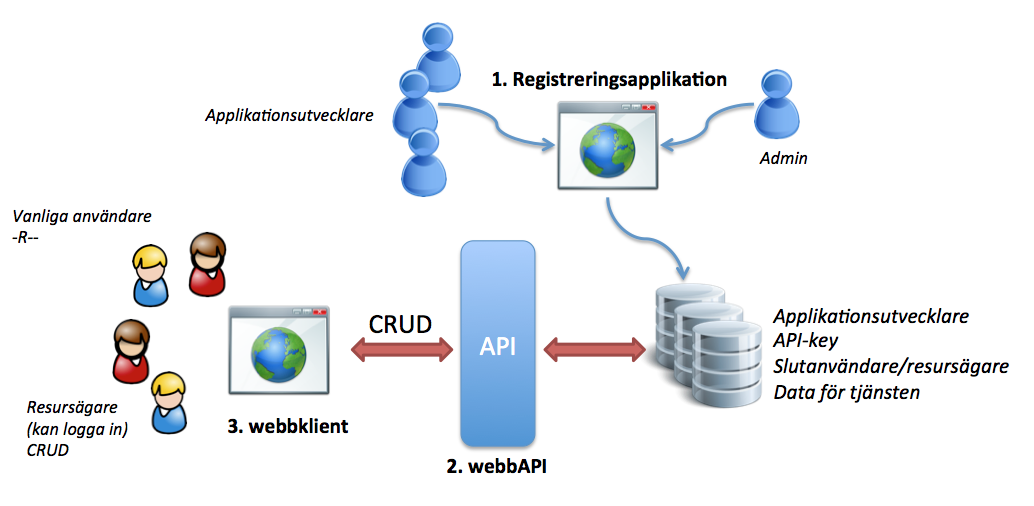 1. Registreringsapplikation
Applikationsutvecklare
Admin
Vanliga användare
-R--
CRUD
API
Applikationsutvecklare
API-key
Slutanvändare/resursägare
Data för tjänsten
Resursägare
(kan logga in)
CRUD
3. webbklient
2. webbAPI